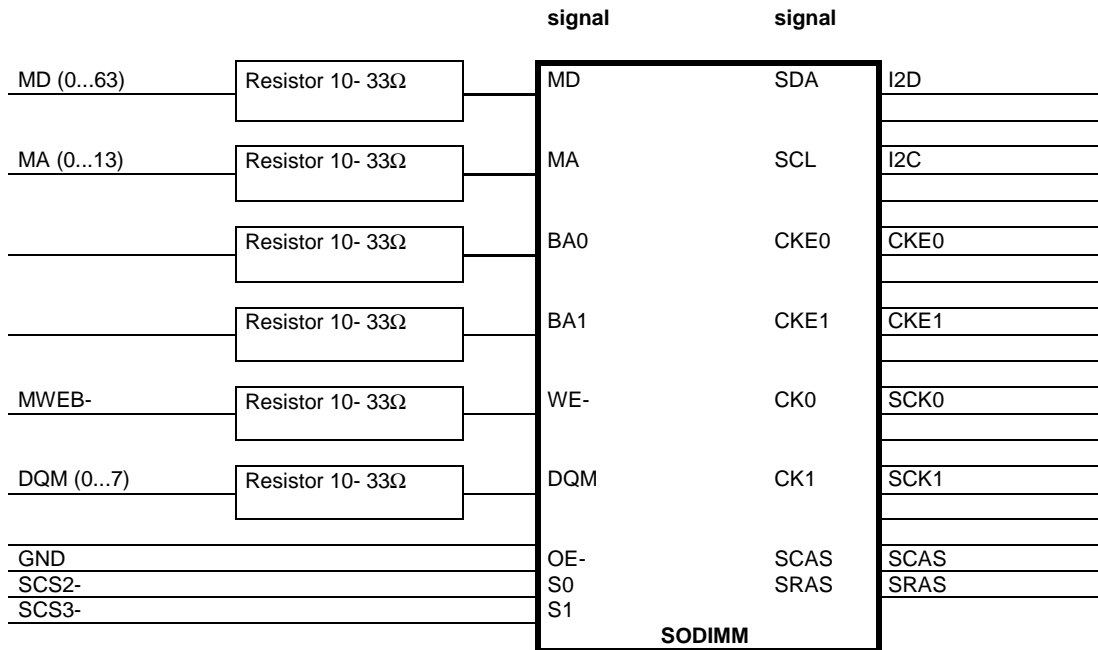 signal signal
MD (0...63) Resistor 10- 33Ω MD SDA I2D
MA (0...13) Resistor 10- 33Ω MA SCL I2C
Resistor 10- 33Ω BA0 CKE0 CKE0
Resistor 10- 33Ω BA1 CKE1 CKE1
MWEB- Resistor 10- 33Ω WE- CK0 SCK0
DQM (0...7) Resistor 10- 33Ω DQM CK1 SCK1
GND OE- SCAS SCAS
SCS2- S0 SRAS SRAS
SCS3- S1
SODIMM